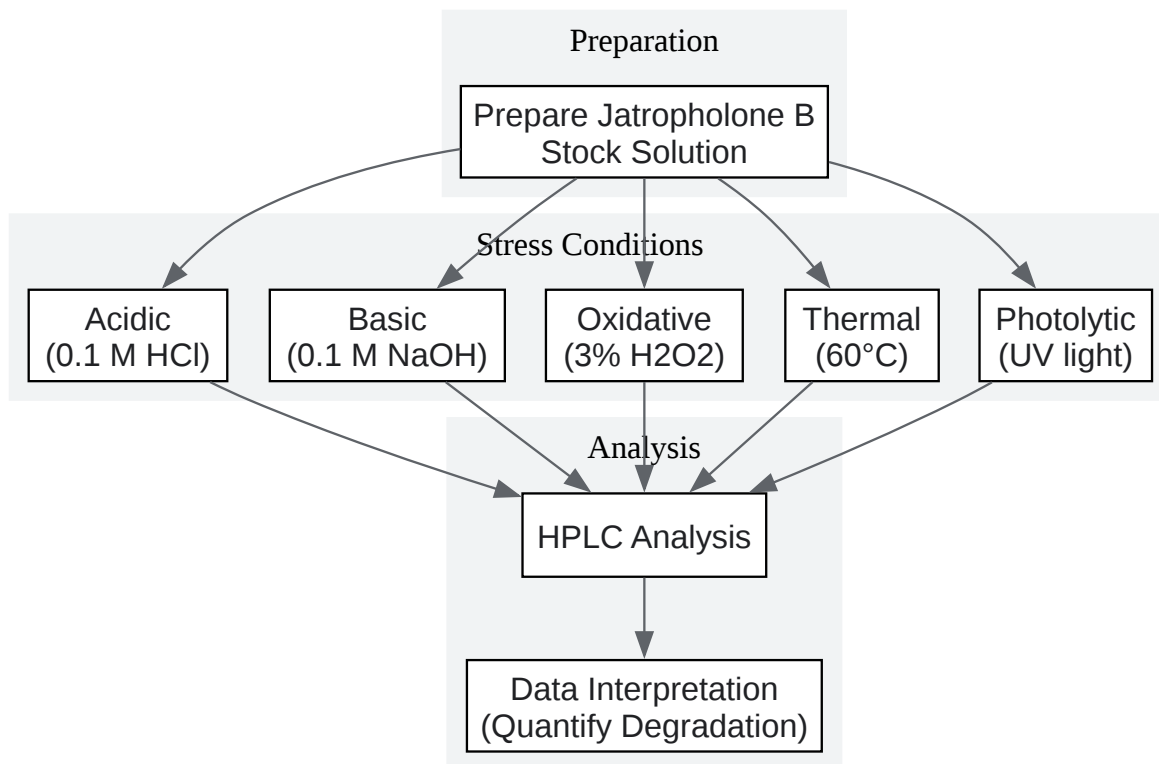 Preparation
Prepare Jatropholone B
Stock Solution
Stress Conditions
Acidic
(0.1 M HCl)
Basic
(0.1 M NaOH)
Oxidative
(3% H2O2)
Thermal
(60°C)
Photolytic
(UV light)
Analysis
HPLC Analysis
Data Interpretation
(Quantify Degradation)